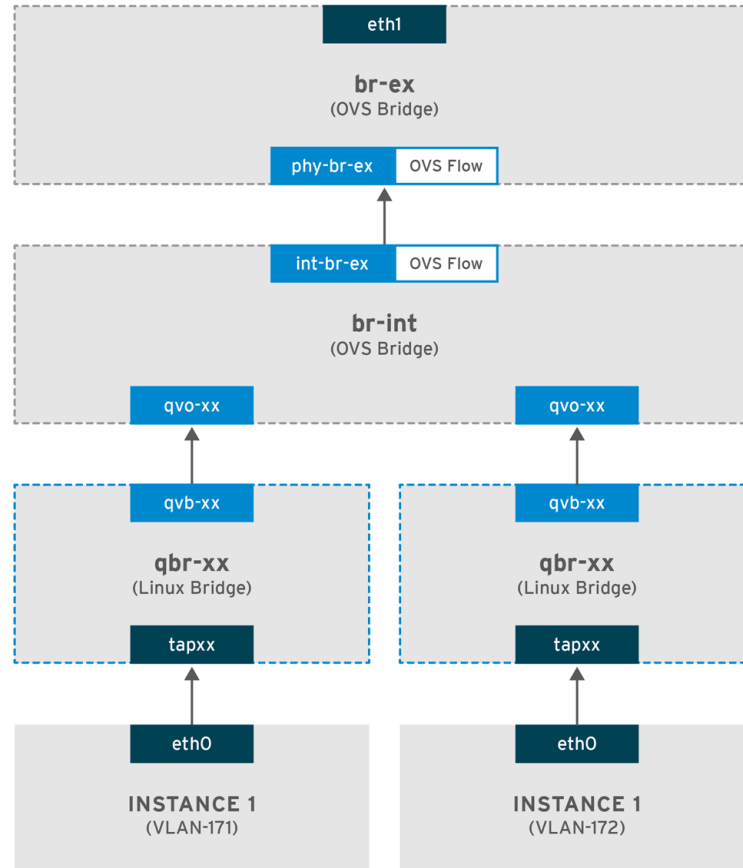 eth1
br-ex
(OVS Bridge)
phy-br-ex OVS Flow
int-br-ex OVS Flow
br-int
(OVS Bridge)
qvo-xx qvo-xx
qvb-xx qvb-xx
qbr-xx qbr-xx
(Linux Bridge) (Linux Bridge)
tapxx tapxx
eth0 eth0
INSTANCE 1 INSTANCE 1
(VLAN-171) (VLAN-172)